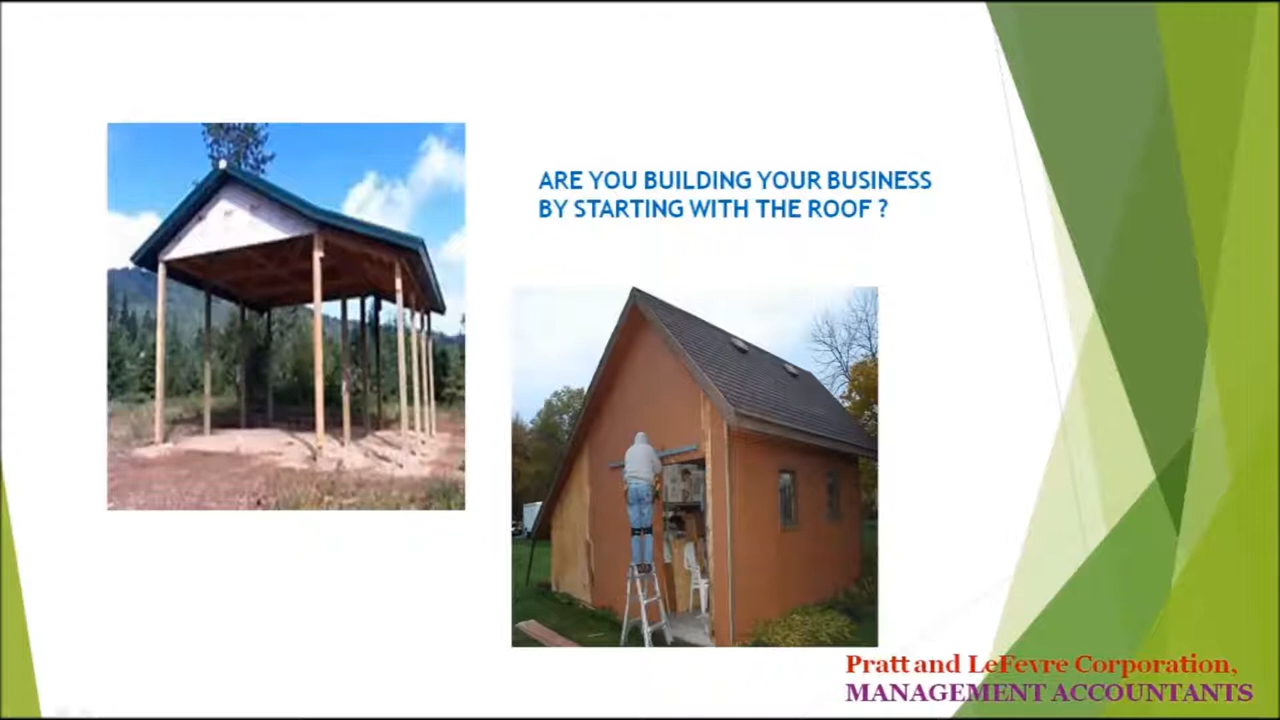 ARE YOU BUILDING YOUR BUSINESS
BY STARTING WITH THE ROOF ?
Pratt and LeFevre Corporation,
MANAGEMENT ACCOUNTANTS